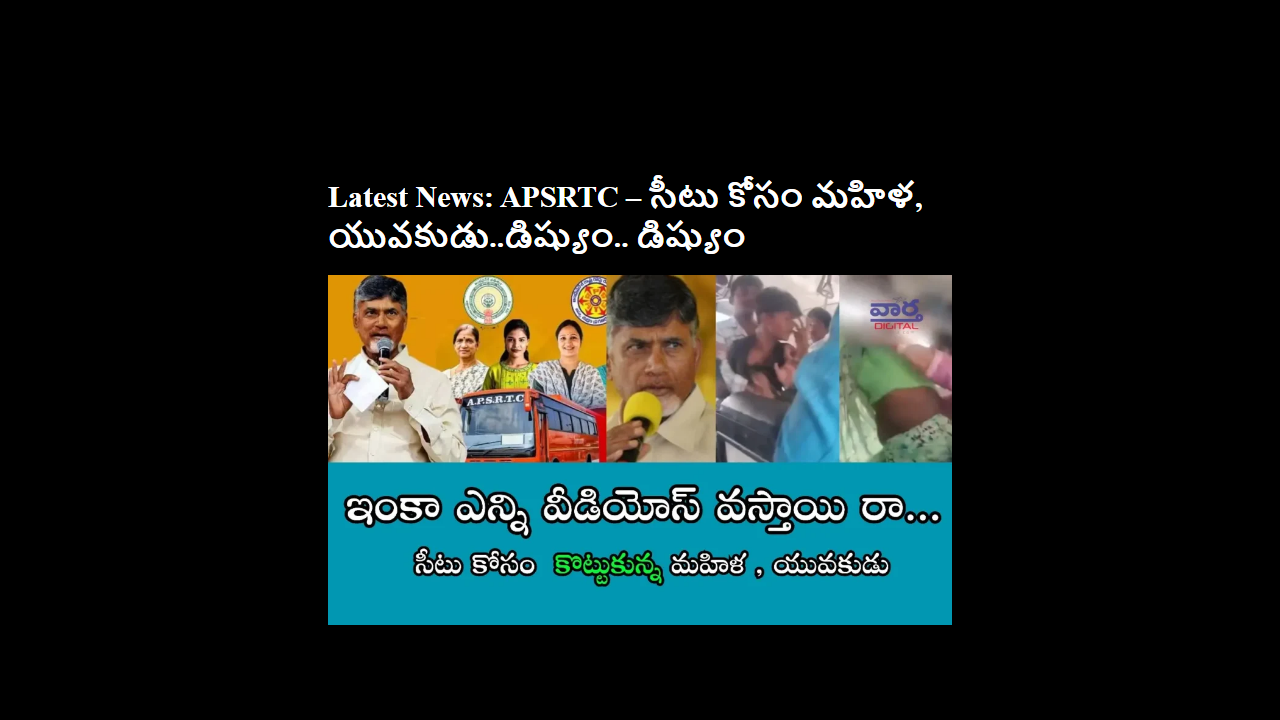 Latest News: APSRTC – సీటు కోసం మహిళ,
యువకుడు..డిష్యుం.. డిష్యుం
వార్త
DIGITAL
A.P.S.R.T.C
ఇంకా ఎన్ని వీడియోస్ వస్తాయి రా...
సీటు కోసం కొట్టుకున్న మహిళ , యువకుడు